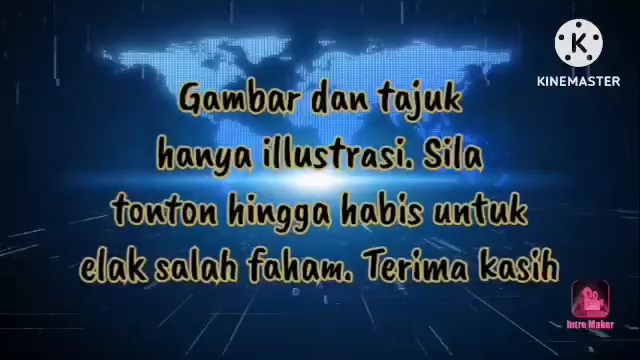 KINEMASTER
Gambar dan tajuk
hanya illustrasi. Sila
tonton hingga habis untuk
elak salah faham. Terima kasih
Intro Maker